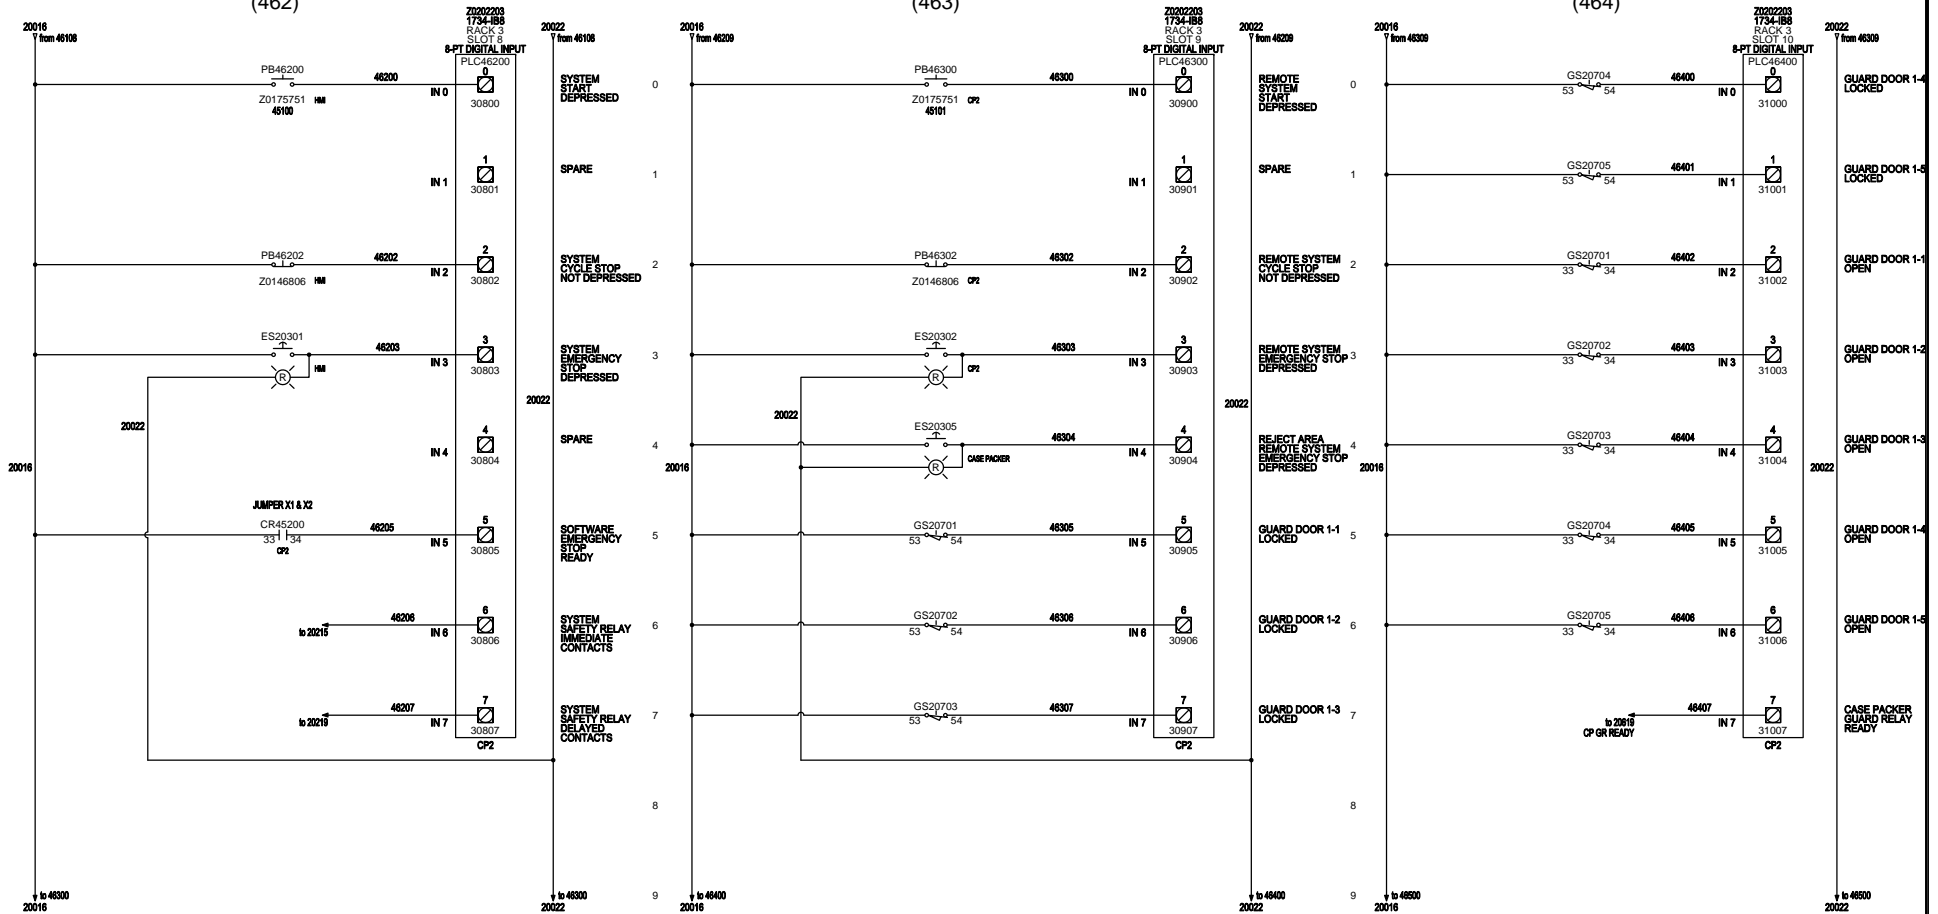 (462)
20016
from 46108
Z0202203
1734-IB8
RACK 3
SLOT 8
8-PT DIGITAL INPUT
PLC46200
20022
from 46108
PB46200
Z0175751 HMI
45100
46200
IN 0
0
30800
SYSTEM
START
DEPRESSED
0
IN 1
1
30801
SPARE
1
PB46202
Z0146806 HMI
46202
IN 2
2
30802
SYSTEM
CYCLE STOP
NOT DEPRESSED
2
ES20301
HMI
R
46203
IN 3
3
30803
SYSTEM
EMERGENCY
STOP
DEPRESSED
3
20022
20022
IN 4
4
30804
SPARE
4
20016
JUMPER X1 & X2
CR45200
33 34
CP2
46205
IN 5
5
30805
SOFTWARE
EMERGENCY
STOP
READY
5
to 20215
46206
IN 6
6
30806
SYSTEM
SAFETY RELAY
IMMEDIATE
CONTACTS
6
to 20219
46207
IN 7
7
30807
CP2
SYSTEM
SAFETY RELAY
DELAYED
CONTACTS
7
8
9
to 46300
20016
to 46300
20022
(463)
20016
from 46209
Z0202203
1734-IB8
RACK 3
SLOT 9
8-PT DIGITAL INPUT
PLC46300
20022
from 46209
PB46300
Z0175751 CP2
45101
46300
IN 0
0
30900
REMOTE
SYSTEM
START
DEPRESSED
0
IN 1
1
30901
SPARE
1
PB46302
Z0146806 CP2
46302
IN 2
2
30902
REMOTE SYSTEM
CYCLE STOP
NOT DEPRESSED
2
ES20302
CP2
R
46303
IN 3
3
30903
REMOTE SYSTEM
EMERGENCY STOP
DEPRESSED
3
20022
20022
ES20305
CASE PACKER
R
46304
IN 4
4
30904
REJECT AREA
REMOTE SYSTEM
EMERGENCY STOP
DEPRESSED
4
20016
GS20701
53 54
46305
IN 5
5
30905
GUARD DOOR 1-1
LOCKED
5
GS20702
53 54
46306
IN 6
6
30906
GUARD DOOR 1-2
LOCKED
6
GS20703
53 54
46307
IN 7
7
30907
CP2
GUARD DOOR 1-3
LOCKED
7
8
9
to 46400
20016
to 46400
20022
(464)
20016
from 46309
Z0202203
1734-IB8
RACK 3
SLOT 10
8-PT DIGITAL INPUT
PLC46400
20022
from 46309
GS20704
53 54
46400
IN 0
0
31000
GUARD DOOR 1-4
LOCKED
GS20705
53 54
46401
IN 1
1
31001
GUARD DOOR 1-5
LOCKED
GS20701
33 34
46402
IN 2
2
31002
GUARD DOOR 1-1
OPEN
GS20702
33 34
46403
IN 3
3
31003
GUARD DOOR 1-2
OPEN
GS20703
33 34
46404
IN 4
4
31004
GUARD DOOR 1-3
OPEN
20016
20022
GS20704
33 34
46405
IN 5
5
31005
GUARD DOOR 1-4
OPEN
GS20705
33 34
46406
IN 6
6
31006
GUARD DOOR 1-5
OPEN
to 20619
CP GR READY
46407
IN 7
7
31007
CP2
CASE PACKER
GUARD RELAY
READY
to 46500
20016
to 46500
20022